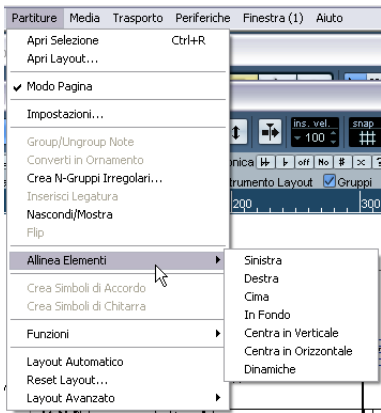 Partiture Media Trasporto Periferiche Finestra (1) Aiuto
Apri Selezione Ctrl+R
Apri Layout...
Modo Pagina
Impostazioni...
Group/Ungroup Note
Converti in Ornamento
Crea N-Gruppi Irregolari...
Inserisci Legatura
Nascondi/Mostra
Flip
Allinea Elementi
Crea Simboli di Accordo
Crea Simboli di Chitarra
Funzioni
Layout Automatico
Reset Layout...
Layout Avanzato
Sinistra
Destra
Cima
In Fondo
Centra in Verticale
Centra in Orizzontale
Dinamiche
ins. vel. snap
100
off No # x ?
Layout Gruppi
200 300